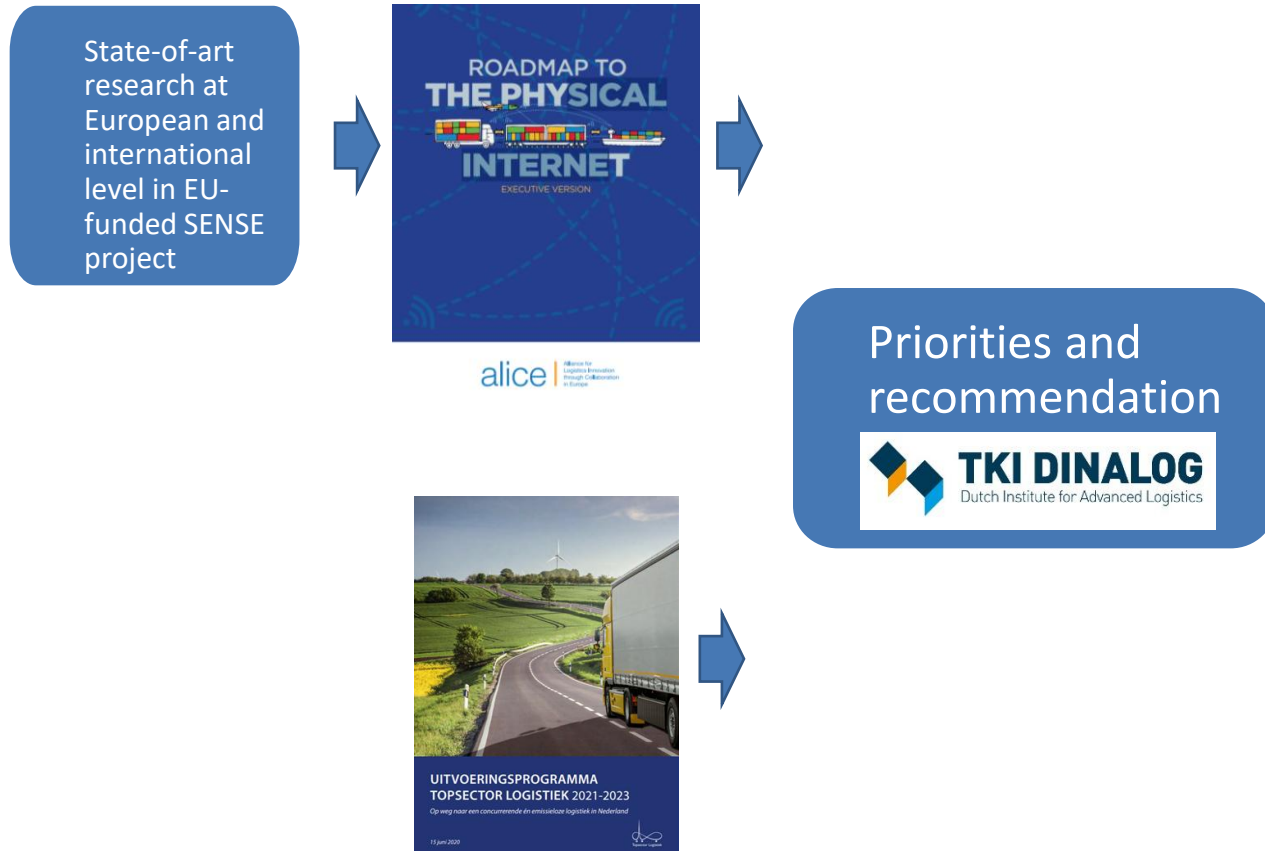 State-of-art
research at
European and
international
level in EU-
funded SENSE
project
ROADMAP TO
THE PHYSICAL
INTERNET
EXECUTIVE VERSION
alice
Alliance for
Logistics Innovation
through Collaboration
in Europe
Priorities and
recommendation
TKI DINALOG
Dutch Institute for Advanced Logistics
UITVOERINGSPROGRAMMA
TOPSECTOR LOGISTIEK 2021-2023
Op weg naar een concurrerende én emissieloze logistiek in Nederland
15 juni 2020
Topsector Logistiek